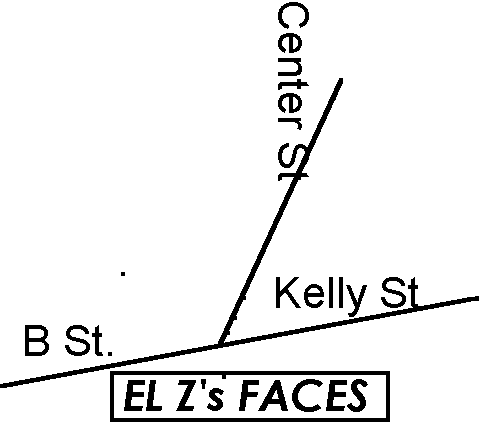 Center St
Kelly St
B St.
EL Z's FACES